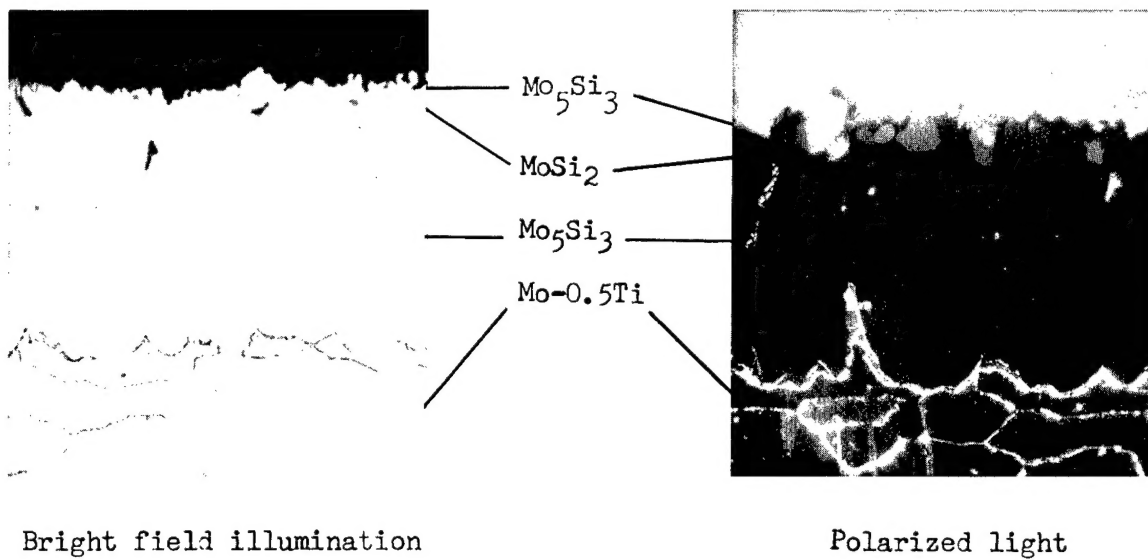 Mo₅Si₃
MoSi₂
Mo₅Si₃
Mo-0.5Ti
Bright field illumination
Polarized light